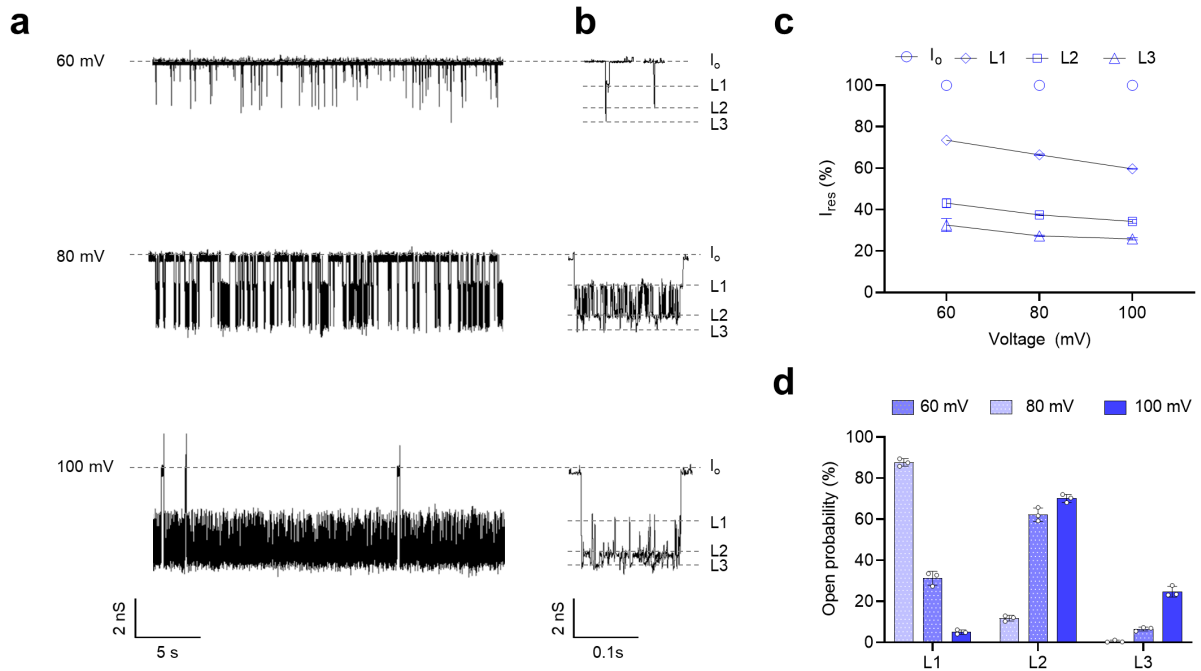 a
60 mV
80 mV
100 mV
2 nS
5 s
b
Io
L1
L2
L3
Io
L1
L2
L3
Io
L1
L2
L3
0.1s
c
Io L1 L2 L3
100
80
60
40
20
0
Ires (%)
60 80 100
Voltage (mV)
d
60 mV 80 mV 100 mV
100
80
60
40
20
0
Open probability (%)
L1 L2 L3